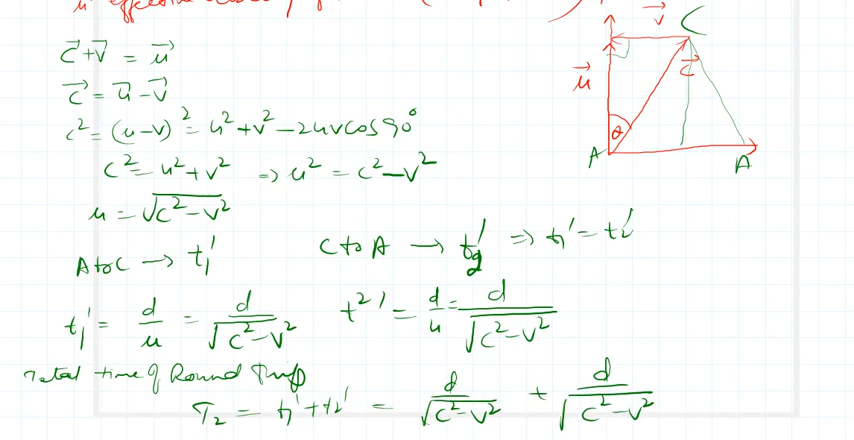 u effective
v⃗
C
c⃗+v⃗ = u⃗
u⃗
c⃗
c⃗ = u⃗ - v⃗
c² = (u-v)² = u² + v² - 2uv cos 90°
θ
A
A
c² = u² + v² ⇒ u² = c² - v²
u = √(c² - v²)
A to C → t₁'
C to A → t₂' ⇒ t₁' = t₂'
t₁' = d/u = d/√(c² - v²)
t²' = d/u = d/√(c² - v²)
Total time of Round Trip
T₂ = t₁' + t₂' = d/√(c² - v²) + d/√(c² - v²)